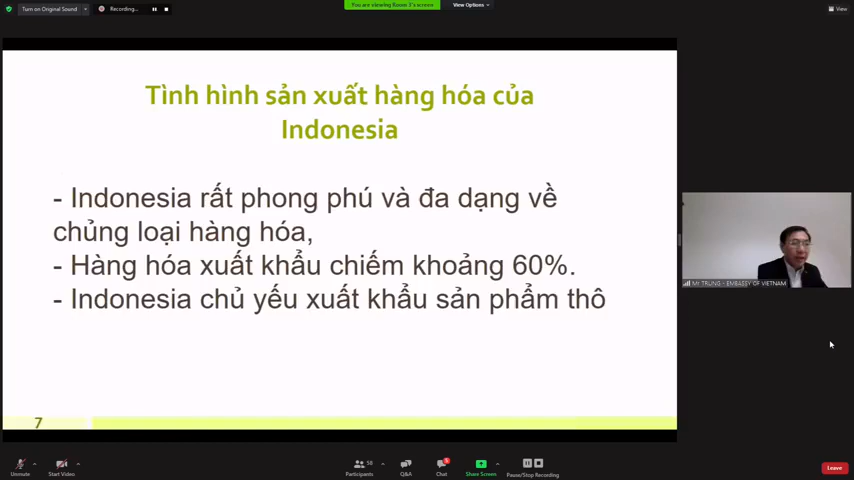 Turn on Original Sound
Recording...
You are viewing Room 3's screen
View Options
View
Tình hình sản xuất hàng hóa của
Indonesia
- Indonesia rất phong phú và đa dạng về
chủng loại hàng hóa,
- Hàng hóa xuất khẩu chiếm khoảng 60%.
- Indonesia chủ yếu xuất khẩu sản phẩm thô
7
Mr TRUNG - EMBASSY OF VIETNAM
Unmute
Start Video
58
Participants
Q&A
Chat
Share Screen
Pause/Stop Recording
Leave